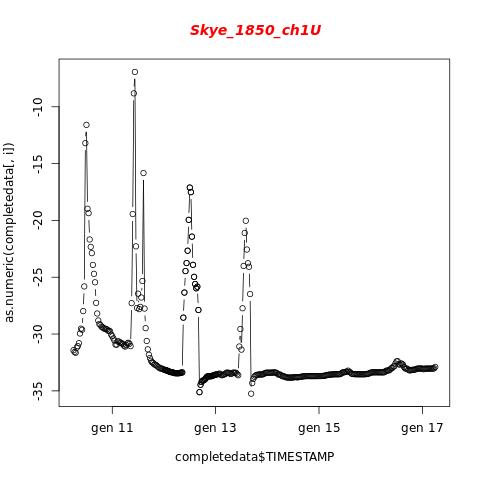 Skye_1850_ch1U
as.numeric(completedata[, i])
-10
-15
-20
-25
-30
-35
gen 11
gen 13
gen 15
gen 17
completedata$TIMESTAMP